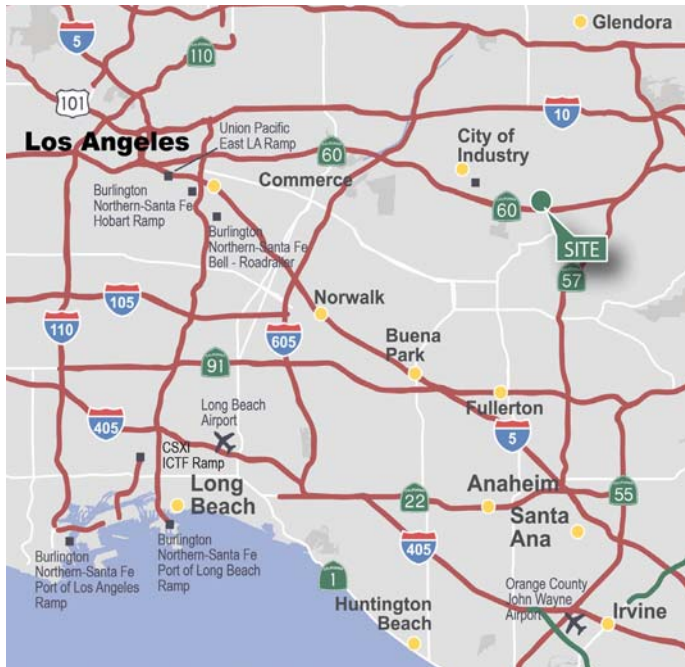 5
Glendora
CALIFORNIA
110
101
10
Los Angeles
Union Pacific
East LA Ramp
60
City of
Industry
Commerce
Burlington
Northern-Santa Fe
Hobart Ramp
60
Burlington
Northern-Santa Fe
Bell - Roadrailer
SITE
57
105
Norwalk
110
605
Buena
Park
91
Fullerton
405
Long Beach
Airport
5
CSXI
ICTF Ramp
Long
Beach
22
Anaheim
55
Santa
Ana
405
Burlington
Northern-Santa Fe
Port of Los Angeles
Ramp
Burlington
Northern-Santa Fe
Port of Long Beach
Ramp
1
Orange County
John Wayne
Airport
Huntington
Beach
Irvine